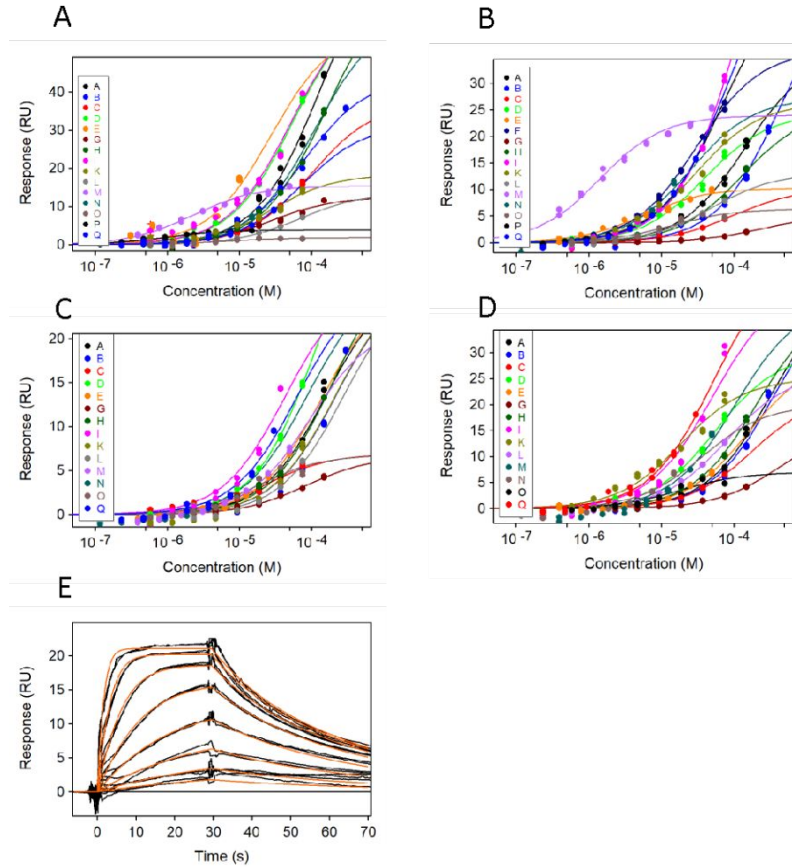 A
Response (RU)
40
30
20
10
0
A
B
C
D
E
G
H
I
K
L
M
N
O
P
Q
10 -7
10 -6
10 -5
10 -4
Concentration (M)
B
Response (RU)
30
25
20
15
10
5
0
A
B
C
D
E
F
G
H
I
K
L
M
N
O
P
Q
10 -7
10 -6
10 -5
10 -4
Concentration (M)
C
Response (RU)
20
15
10
5
0
A
B
C
D
E
G
H
I
K
L
M
N
O
Q
10 -7
10 -6
10 -5
10 -4
Concentration (M)
D
Response (RU)
30
25
20
15
10
5
0
A
B
C
D
E
G
H
I
K
L
M
N
O
Q
10 -7
10 -6
10 -5
10 -4
Concentration (M)
E
Response (RU)
20
15
10
5
0
0
10
20
30
40
50
60
70
Time (s)